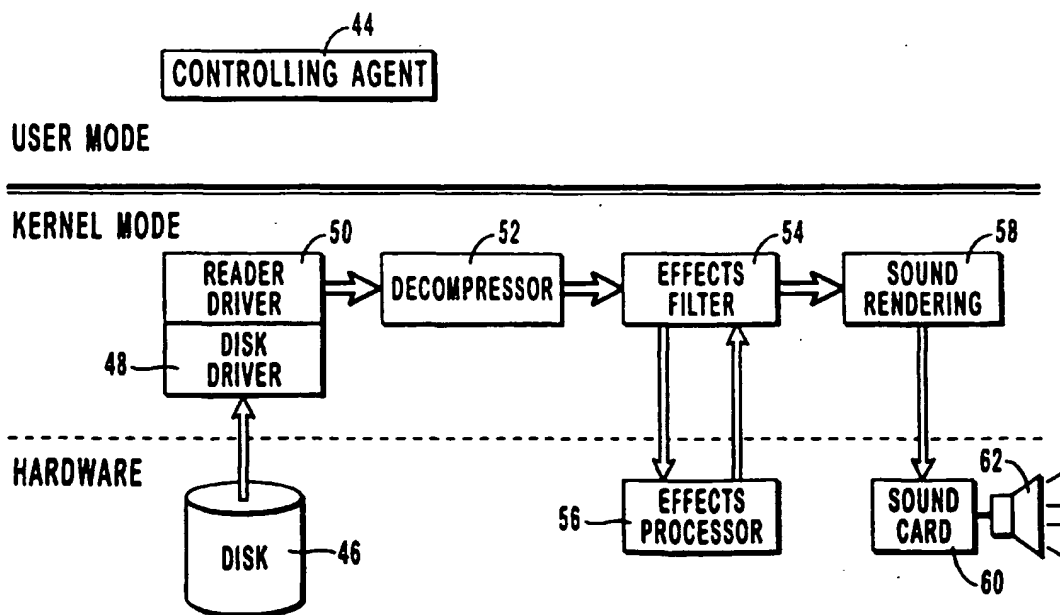 44
CONTROLLING AGENT
USER MODE
KERNEL MODE
50
52
54
58
READER
DRIVER
DECOMPRESSOR
EFFECTS
FILTER
SOUND
RENDERING
48
DISK
DRIVER
HARDWARE
62
56
EFFECTS
PROCESSOR
SOUND
CARD
DISK
46
60